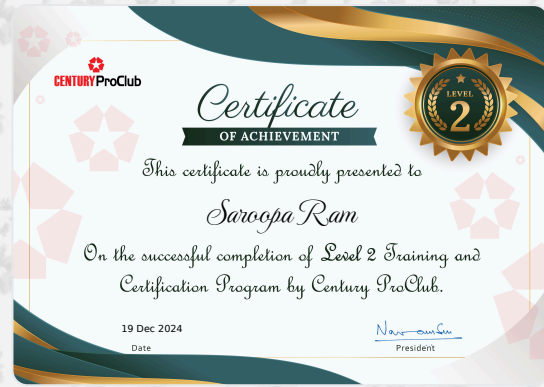 CENTURY ProClub
Certificate
OF ACHIEVEMENT
LEVEL
2
This certificate is proudly presented to
Saroopa Ram
On the successful completion of Level 2 Training and
Certification Program by Century ProClub.
19 Dec 2024
Date
President